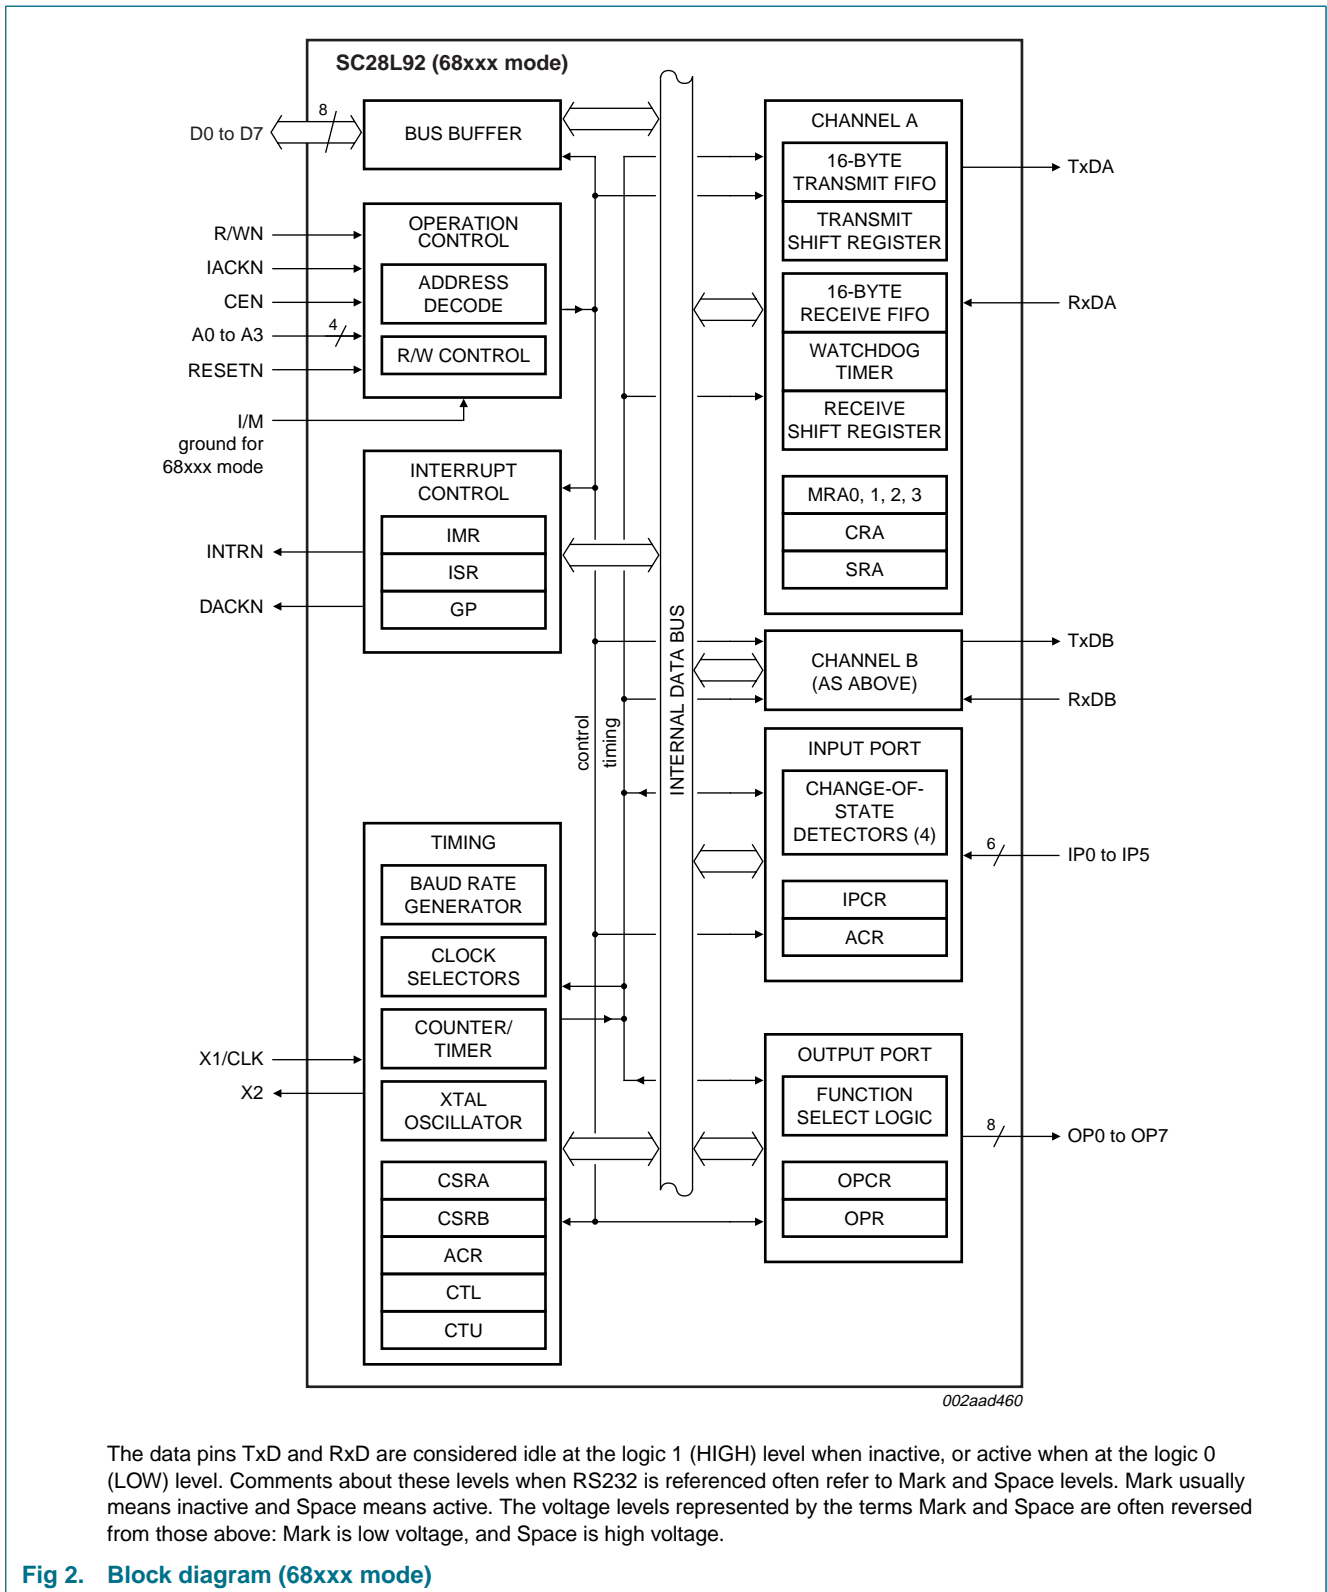 SC28L92 (68xxx mode)
D0 to D7
8
BUS BUFFER
R/WN
IACKN
CEN
A0 to A3
4
RESETN
I/M
ground for
68xxx mode
OPERATION
CONTROL
ADDRESS
DECODE
R/W CONTROL
INTERRUPT
CONTROL
IMR
ISR
GP
INTRN
DACKN
control
timing
INTERNAL DATA BUS
TIMING
BAUD RATE
GENERATOR
CLOCK
SELECTORS
COUNTER/
TIMER
XTAL
OSCILLATOR
CSRA
CSRB
ACR
CTL
CTU
X1/CLK
X2
CHANNEL A
16-BYTE
TRANSMIT FIFO
TRANSMIT
SHIFT REGISTER
16-BYTE
RECEIVE FIFO
WATCHDOG
TIMER
RECEIVE
SHIFT REGISTER
MRA0, 1, 2, 3
CRA
SRA
TxDA
RxDA
CHANNEL B
(AS ABOVE)
TxDB
RxDB
INPUT PORT
CHANGE-OF-
STATE
DETECTORS (4)
IPCR
ACR
6
IP0 to IP5
OUTPUT PORT
FUNCTION
SELECT LOGIC
OPCR
OPR
8
OP0 to OP7
002aad460
The data pins TxD and RxD are considered idle at the logic 1 (HIGH) level when inactive, or active when at the logic 0
(LOW) level. Comments about these levels when RS232 is referenced often refer to Mark and Space levels. Mark usually
means inactive and Space means active. The voltage levels represented by the terms Mark and Space are often reversed
from those above: Mark is low voltage, and Space is high voltage.
Fig 2. Block diagram (68xxx mode)